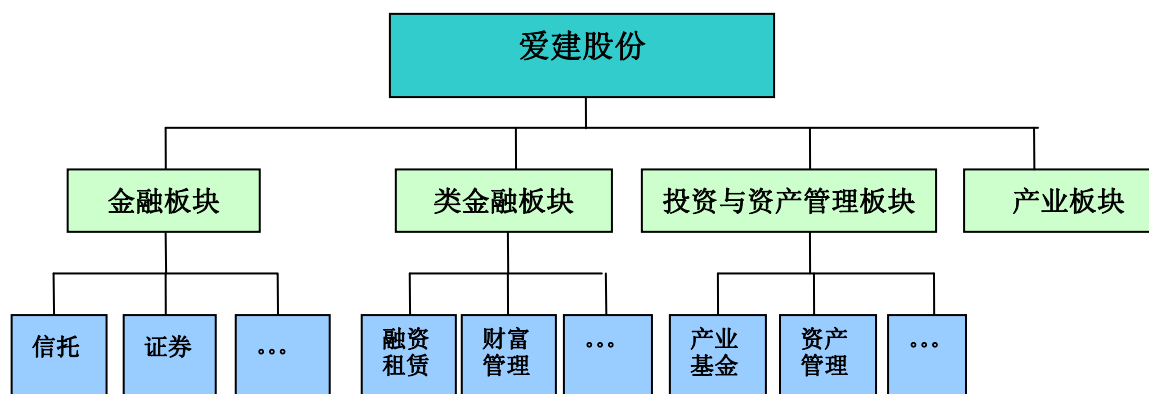 爱建股份
金融板块
类金融板块
投资与资产管理板块
产业板块
信托
证券
。。。
融资
租赁
财富
管理
。。。
产业
基金
资产
管理
。。。